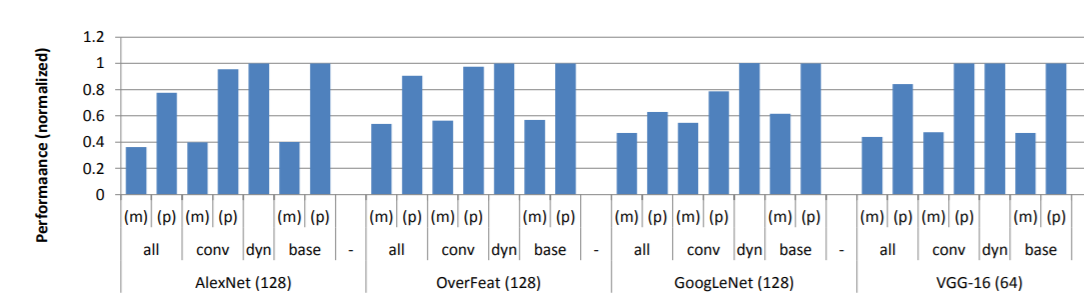 Performaance (normalized)
1.2
1
0.8
0.6
0.4
0.2
0
(m) (p) (m) (p) (m) (p) (m) (p) (m) (p) (m) (p) (m) (p) (m) (p) (m) (p) (m) (p) (m) (p) (m) (p)
all conv dyn base - all conv dyn base - all conv dyn base - all conv dyn base
AlexNet (128) OverFeat (128) GoogLeNet (128) VGG-16 (64)